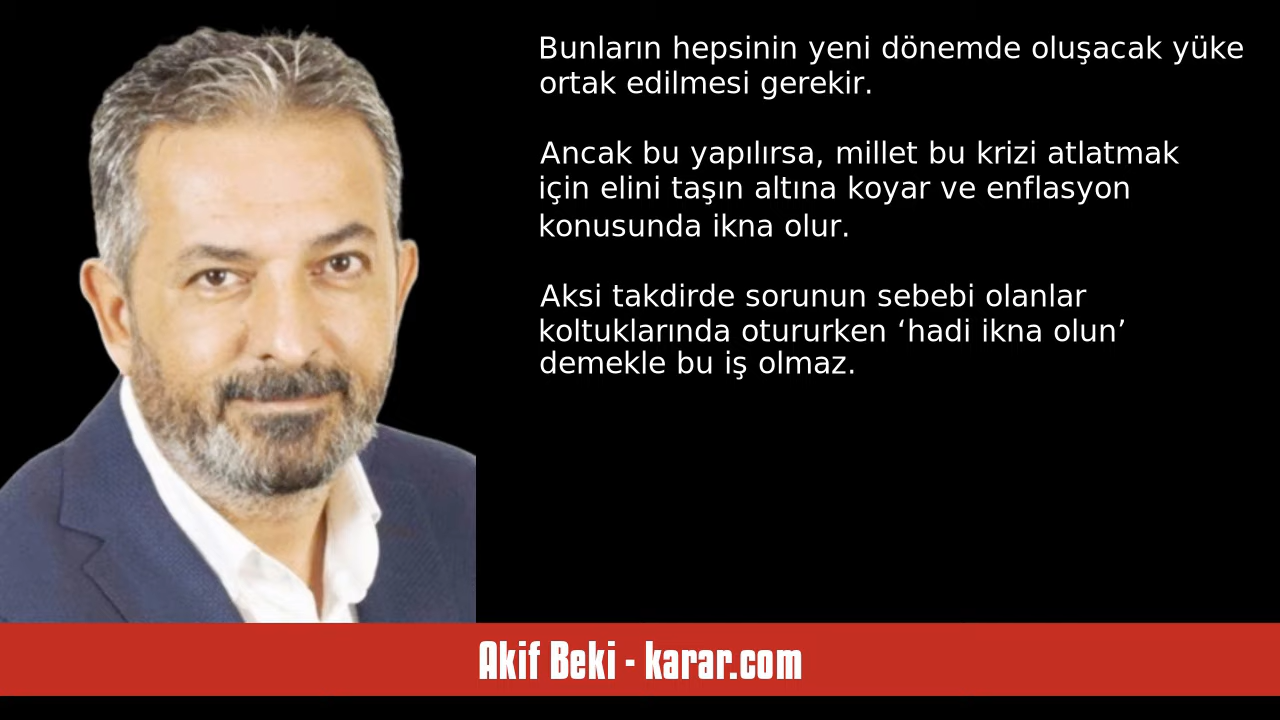 Bunların hepsinin yeni dönemde oluşacak yüke
ortak edilmesi gerekir.
Ancak bu yapılırsa, millet bu krizi atlatmak
için elini taşın altına koyar ve enflasyon
konusunda ikna olur.
Aksi takdirde sorunun sebebi olanlar
koltuklarında otururken ‘hadi ikna olun’
demekle bu iş olmaz.
Akif Beki - karar.com